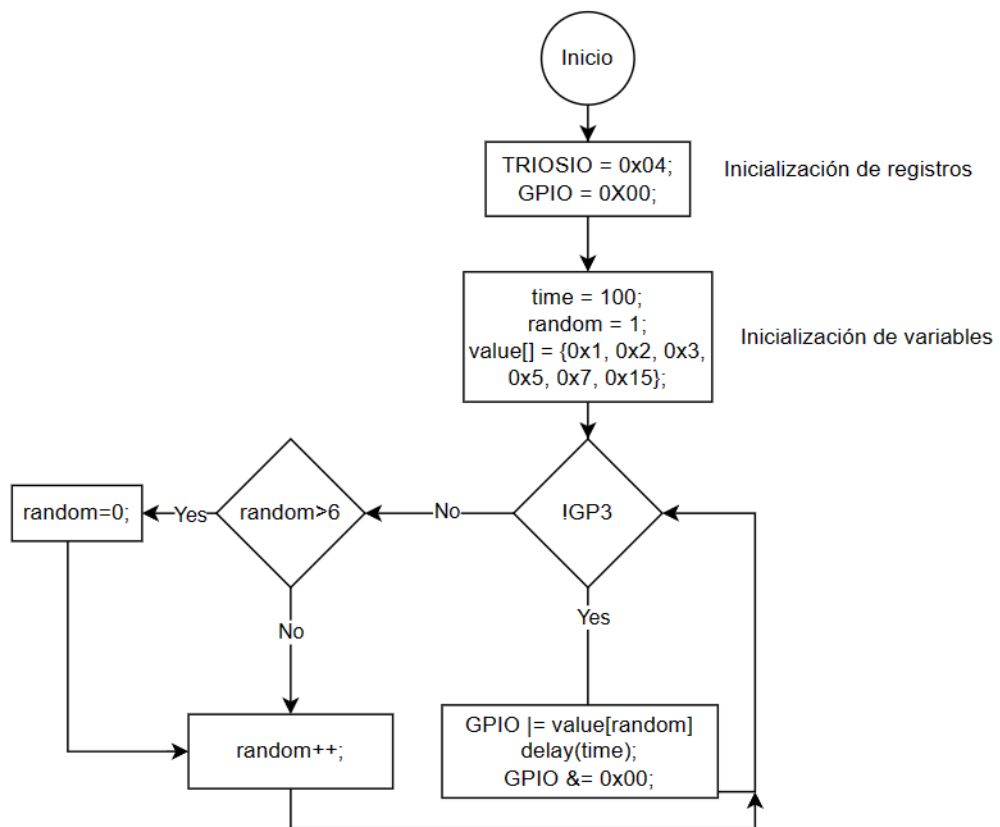 Inicio
TRIOSIO = 0x04;
GPIO = 0X00;
Inicialización de registros
time = 100;
random = 1;
value[] = {0x1, 0x2, 0x3,
0x5, 0x7, 0x15};
Inicialización de variables
random=0;
Yes
random>6
No
!GP3
No
Yes
random++;
GPIO |= value[random]
delay(time);
GPIO &= 0x00;